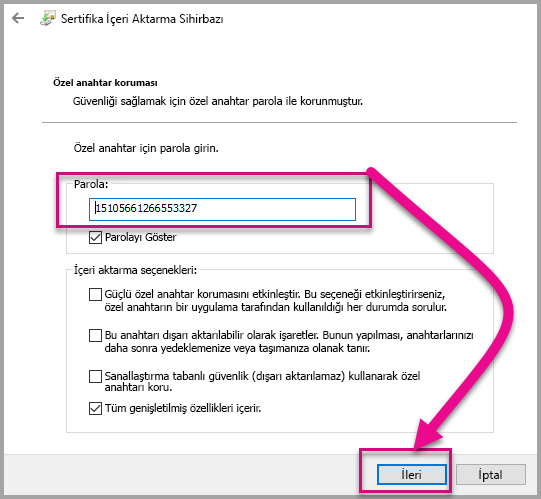 Sertifika İçeri Aktarma Sihirbazı
Özel anahtar koruması
Güvenliği sağlamak için özel anahtar parola ile korunmuştur.
Özel anahtar için parola girin.
Parola:
15105661266553327
Parolayı Göster
İçeri aktarma seçenekleri:
Güçlü özel anahtar korumasını etkinleştir. Bu seçeneği etkinleştirirseniz,
özel anahtarın bir uygulama tarafından kullanıldığı her durumda sorulur.
Bu anahtarı dışarı aktarılabilir olarak işaretler. Bunun yapılması, anahtarlarınızı
daha sonra yedeklemenize veya taşımanıza olanak tanır.
Sanallaştırma tabanlı güvenlik (dışarı aktarılamaz) kullanarak özel
anahtarı koru.
Tüm genişletilmiş özellikleri içerir.
İleri
İptal